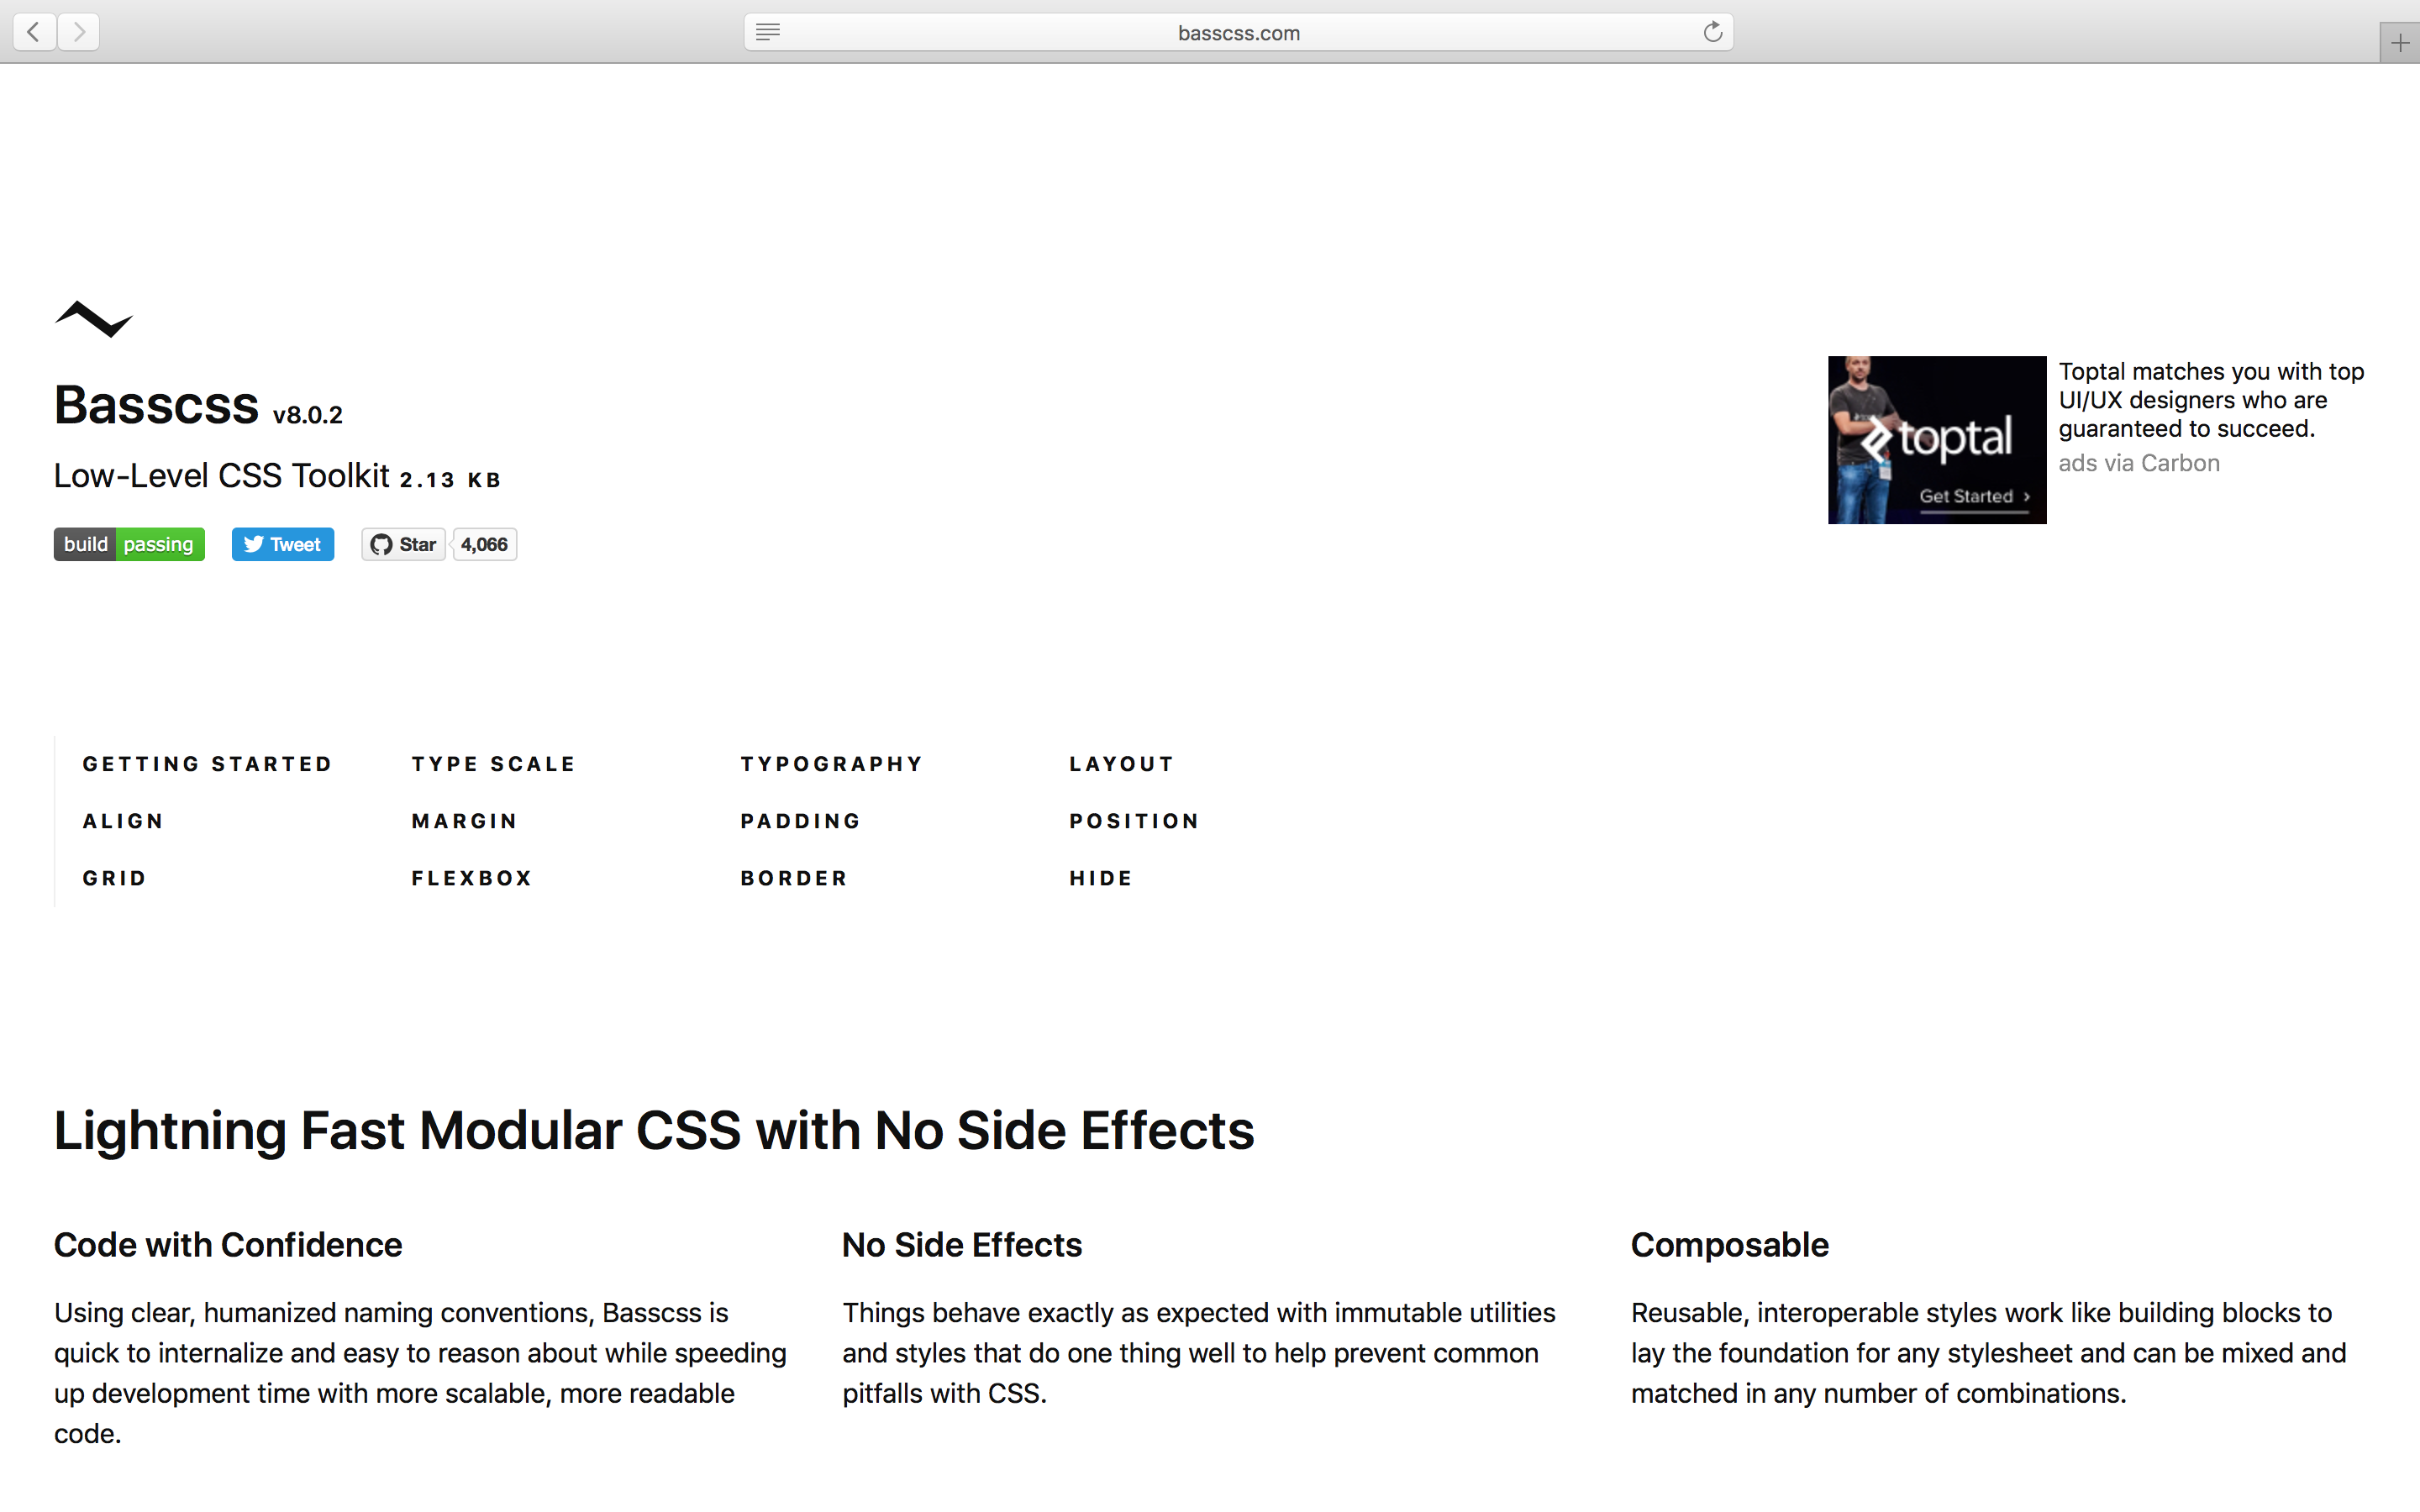 basscss.com
Basscss v8.0.2
Low-Level CSS Toolkit 2.13 KB
build passing
Tweet
Star
4,066
toptal
Get Started
Toptal matches you with top
UI/UX designers who are
guaranteed to succeed.
ads via Carbon
GETTING STARTED
TYPE SCALE
TYPOGRAPHY
LAYOUT
ALIGN
MARGIN
PADDING
POSITION
GRID
FLEXBOX
BORDER
HIDE
Lightning Fast Modular CSS with No Side Effects
Code with Confidence
Using clear, humanized naming conventions, Basscss is
quick to internalize and easy to reason about while speeding
up development time with more scalable, more readable
code.
No Side Effects
Things behave exactly as expected with immutable utilities
and styles that do one thing well to help prevent common
pitfalls with CSS.
Composable
Reusable, interoperable styles work like building blocks to
lay the foundation for any stylesheet and can be mixed and
matched in any number of combinations.